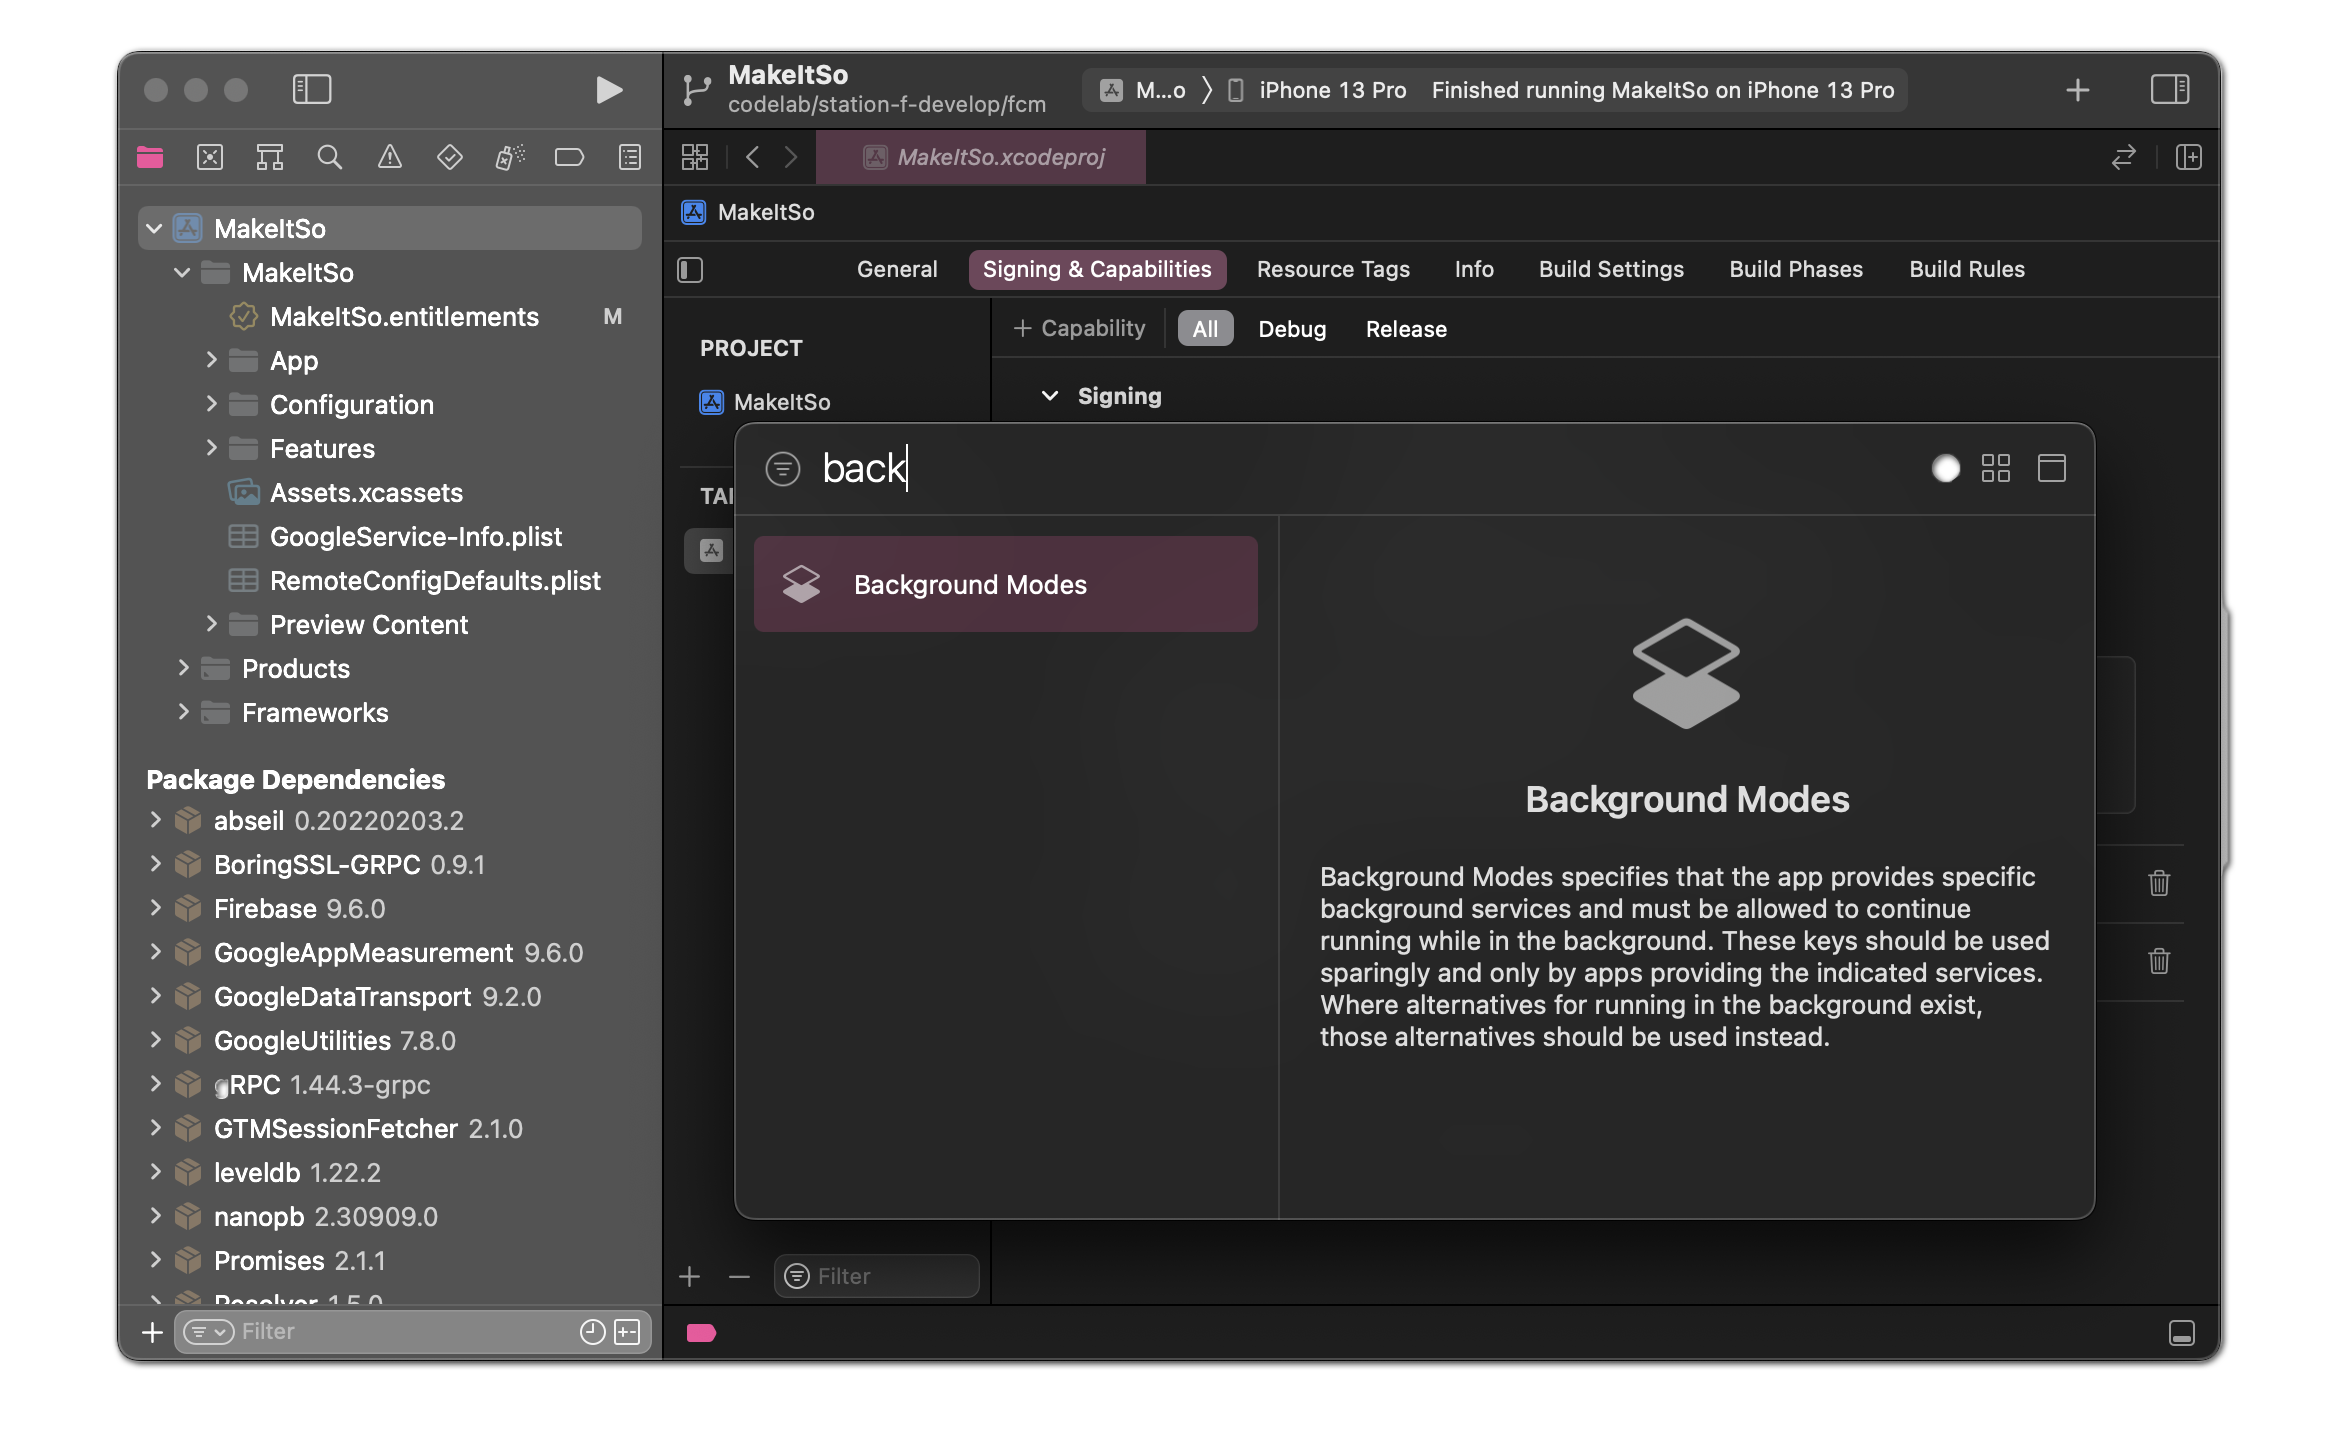 MakeItSo
codelab/station-f-develop/fcm
M...o
iPhone 13 Pro
Finished running MakeItSo on iPhone 13 Pro
MakeItSo.xcodeproj
MakeItSo
General
Signing & Capabilities
Resource Tags
Info
Build Settings
Build Phases
Build Rules
MakeItSo
MakeItSo
MakeItSo.entitlements M
App
Configuration
Features
Assets.xcassets
GoogleService-Info.plist
RemoteConfigDefaults.plist
Preview Content
Products
Frameworks
Package Dependencies
abseil 0.20220203.2
BoringSSL-GRPC 0.9.1
Firebase 9.6.0
GoogleAppMeasurement 9.6.0
GoogleDataTransport 9.2.0
GoogleUtilities 7.8.0
gRPC 1.44.3-grpc
GTMSessionFetcher 2.1.0
leveldb 1.22.2
nanopb 2.30909.0
Promises 2.1.1
Resolver 1.5.0
Filter
PROJECT
MakeItSo
+ Capability
All
Debug
Release
Signing
back
Background Modes
Background Modes
Background Modes specifies that the app provides specific
background services and must be allowed to continue
running while in the background. These keys should be used
sparingly and only by apps providing the indicated services.
Where alternatives for running in the background exist,
those alternatives should be used instead.
Filter